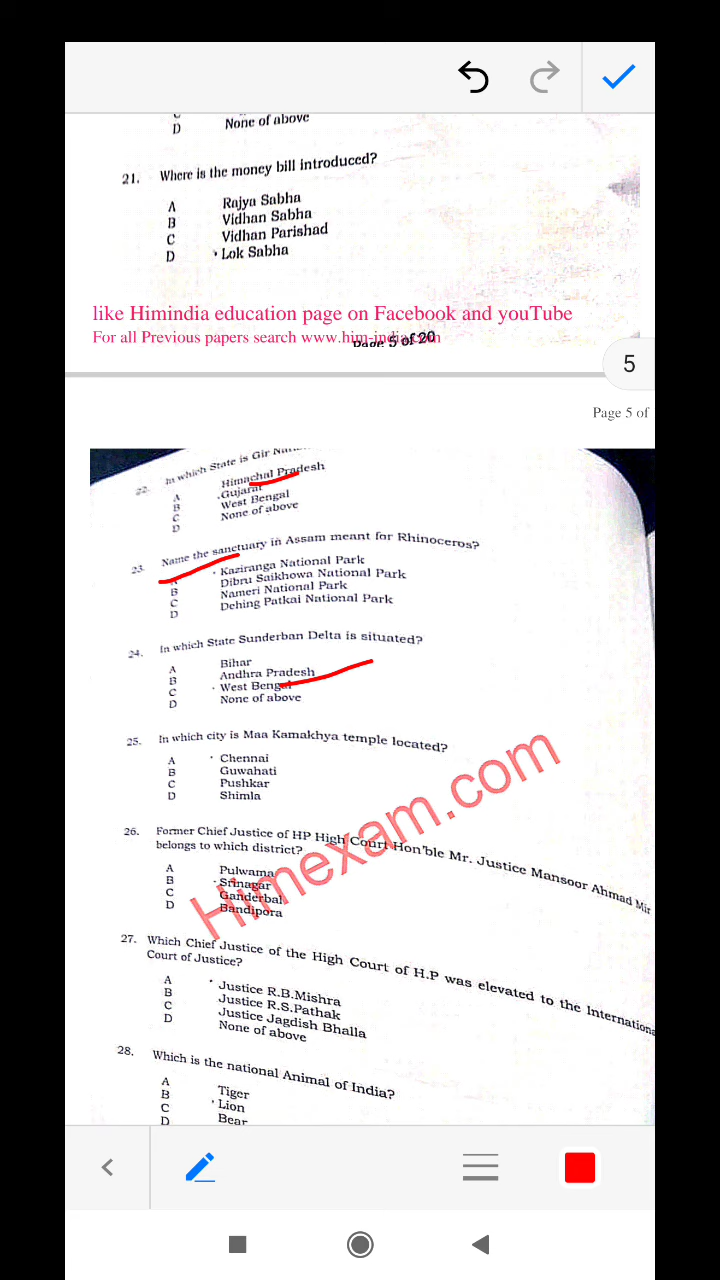 D None of above
21. Where is the money bill introduced?
A Rajya Sabha
B Vidhan Sabha
C Vidhan Parishad
D Lok Sabha
like Himindia education page on Facebook and youTube
For all Previous papers search www.him-india.com
Page 5 of 20
5
Page 5 of
22. In which State is Gir
A Himachal Pradesh
B Gujarat
C West Bengal
D None of above
23. Name the sanctuary in Assam meant for Rhinoceros?
A Kaziranga National Park
B Dibru Saikhowa National Park
C Nameri National Park
D Dehing Patkai National Park
24. In which State Sunderban Delta is situated?
A Bihar
B Andhra Pradesh
C West Bengal
D None of above
25. In which city is Maa Kamakhya temple located?
A Chennai
B Guwahati
C Pushkar
D Shimla
Himexam.com
26. Former Chief Justice of HP High Court Hon'ble Mr. Justice Mansoor Ahmad Mir
belongs to which district?
A Pulwama
B Srinagar
C Ganderbal
D Bandipora
27. Which Chief Justice of the High Court of H.P was elevated to the Internationa
Court of Justice?
A Justice R.B.Mishra
B Justice R.S.Pathak
C Justice Jagdish Bhalla
D None of above
28. Which is the national Animal of India?
A Tiger
B Lion
C Bear
D